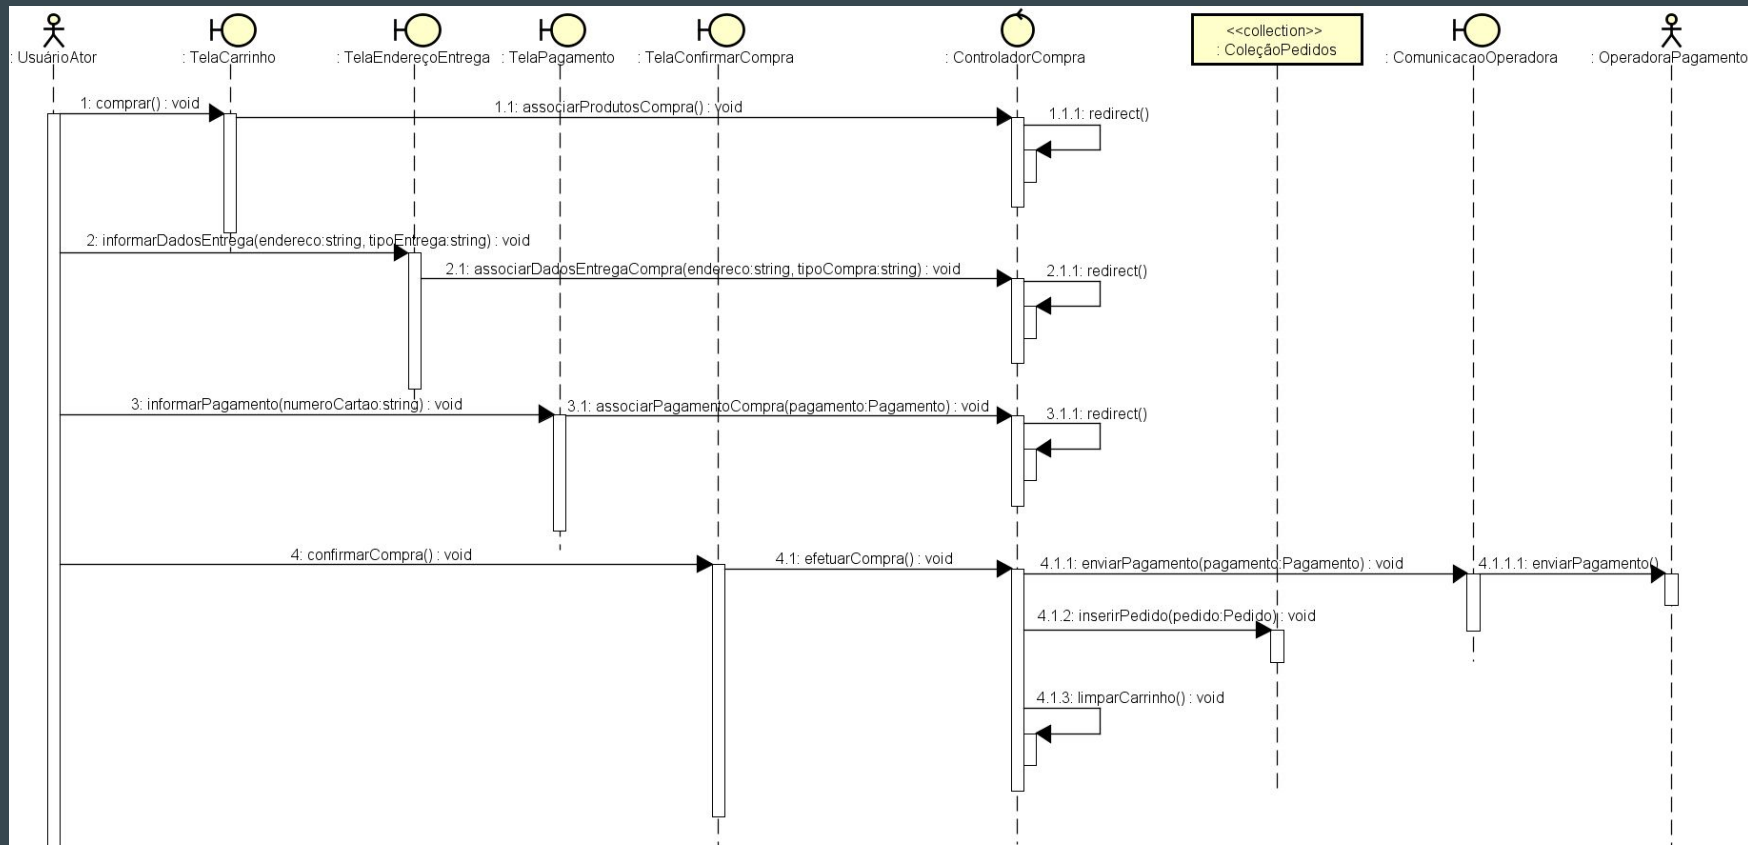 : UsuárioAtor
: TelaCarrinho
: TelaEndereçoEntrega
: TelaPagamento
: TelaConfirmarCompra
: ControladorCompra
<<collection>>
: ColeçãoPedidos
: ComunicacaoOperadora
: OperadoraPagamento
1: comprar() : void
1.1: associarProdutosCompra() : void
1.1.1: redirect()
2: informarDadosEntrega(endereco:string, tipoEntrega:string) : void
2.1: associarDadosEntregaCompra(endereco:string, tipoCompra:string) : void
2.1.1: redirect()
3: informarPagamento(numeroCartao:string) : void
3.1: associarPagamentoCompra(pagamento:Pagamento) : void
3.1.1: redirect()
4: confirmarCompra() : void
4.1: efetuarCompra() : void
4.1.1: enviarPagamento(pagamento:Pagamento) : void
4.1.1.1: enviarPagamento()
4.1.2: inserirPedido(pedido:Pedido) : void
4.1.3: limparCarrinho() : void